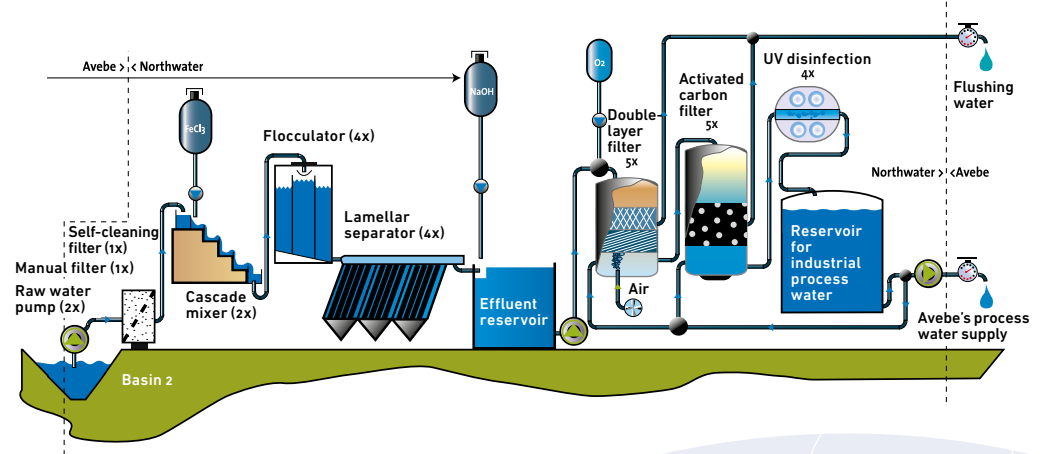 Avebe > < Northwater
FeCl3
NaOH
O2
Flocculator (4x)
Self-cleaning
filter (1x)
Manual filter (1x)
Raw water
pump (2x)
Basin 2
Cascade
mixer (2x)
Lamellar
separator (4x)
Effluent
reservoir
Double-
layer
filter
5x
Air
Activated
carbon
filter
5x
UV disinfection
4x
Reservoir
for
industrial
process
water
Flushing
water
Northwater > <Avebe
Avebe's process
water supply